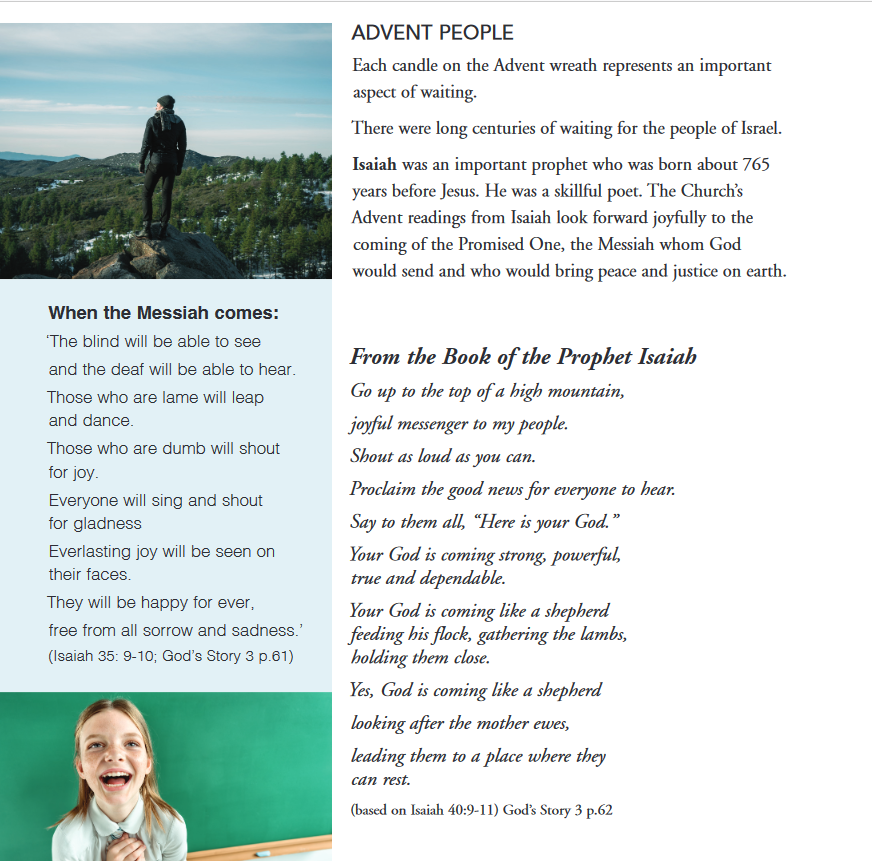 ADVENT PEOPLE
Each candle on the Advent wreath represents an important
aspect of waiting.
There were long centuries of waiting for the people of Israel.
Isaiah was an important prophet who was born about 765
years before Jesus. He was a skillful poet. The Church's
Advent readings from Isaiah look forward joyfully to the
coming of the Promised One, the Messiah whom God
would send and who would bring peace and justice on earth.
When the Messiah comes:
'The blind will be able to see
and the deaf will be able to hear.
Those who are lame will leap
and dance.
Those who are dumb will shout
for joy.
Everyone will sing and shout
for gladness
Everlasting joy will be seen on
their faces.
They will be happy for ever,
free from all sorrow and sadness.'
(Isaiah 35: 9-10; God's Story 3 p.61)
From the Book of the Prophet Isaiah
Go up to the top of a high mountain,
joyful messenger to my people.
Shout as loud as you can.
Proclaim the good news for everyone to hear.
Say to them all, "Here is your God."
Your God is coming strong, powerful,
true and dependable.
Your God is coming like a shepherd
feeding his flock, gathering the lambs,
holding them close.
Yes, God is coming like a shepherd
looking after the mother ewes,
leading them to a place where they
can rest.
(based on Isaiah 40:9-11) God's Story 3 p.62